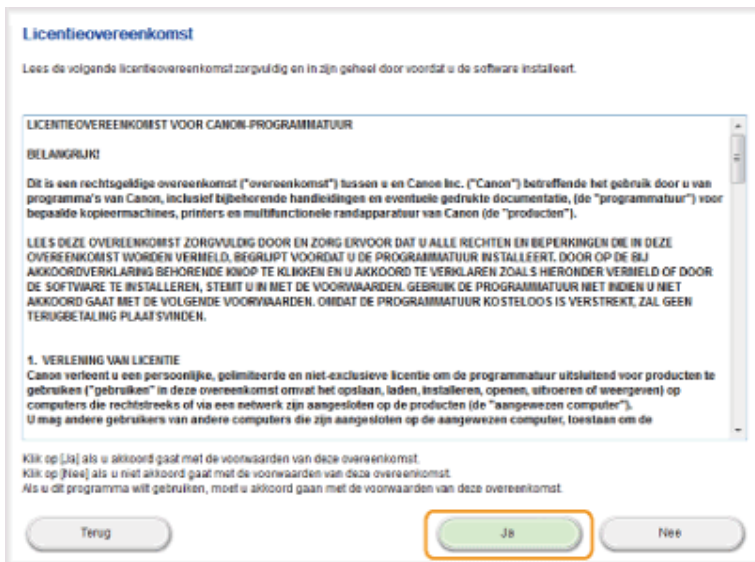 Licentieovereenkomst
Lees de volgende licentieovereenkomst zorgvuldig en in zijn geheel door voordat u de software installeert.
LICENTIEOVEREENKOMST VOOR CANON-PROGRAMMATUUR
BELANGRIJK!
Dit is een rechtsgeldige overeenkomst ("overeenkomst") tussen u en Canon Inc. ("Canon") betreffende het gebruik door u van
programma's van Canon, inclusief bijbehorende handleidingen en eventuele gedrukte documentatie, (de "programmatuur") voor
bepaalde kopieermachines, printers en multifunctionele randapparatuur van Canon (de "producten").
LEES DEZE OVEREENKOMST ZORGVULDIG DOOR EN ZORG ERVOOR DAT U ALLE RECHTEN EN BEPERKINGEN DIE IN DEZE
OVEREENKOMST WORDEN VERMELD, BEGRIJPT VOORDAT U DE PROGRAMMATUUR INSTALLEERT. DOOR OP DE BIJ
AKKOORDVERKLARING BEHORENDE KNOP TE KLIKKEN EN U AKKOORD TE VERKLAREN ZOALS HIERONDER VERMELD OF DOOR
DE SOFTWARE TE INSTALLEREN, STEMT U IN MET DE VOORWAARDEN. GEBRUIK DE PROGRAMMATUUR NIET INDIEN U NIET
AKKOORD GAAT MET DE VOLGENDE VOORWAARDEN. OMDAT DE PROGRAMMATUUR KOSTELOOS IS VERSTREKT, ZAL GEEN
TERUGBETALING PLAATSVINDEN.
1. VERLENING VAN LICENTIE
Canon verleent u een persoonlijke, gelimiteerde en niet-exclusieve licentie om de programmatuur uitsluitend voor producten te
gebruiken ("gebruiken" in deze overeenkomst omvat het opslaan, laden, installeren, openen, uitvoeren of weergeven) op
computers die rechtstreeks of via een netwerk zijn aangesloten op de producten (de "aangewezen computer").
U mag andere gebruikers van andere computers die zijn aangesloten op de aangewezen computer, toestaan om de
Klik op [Ja] als u akkoord gaat met de voorwaarden van deze overeenkomst.
Klik op [Nee] als u niet akkoord gaat met de voorwaarden van deze overeenkomst.
Als u dit programma wilt gebruiken, moet u akkoord gaan met de voorwaarden van deze overeenkomst.
Terug
Ja
Nee